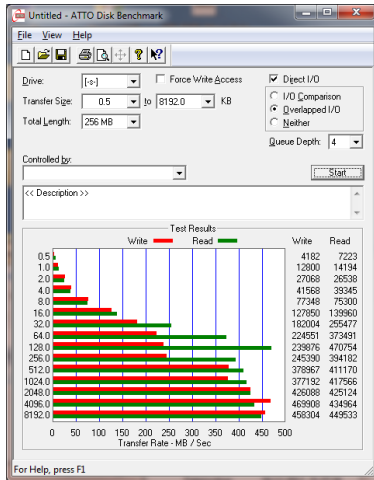 Untitled - ATTO Disk Benchmark
File View Help
Drive: [-s-] Force Write Access Direct I/O
Transfer Size: 0.5 to 8192.0 KB I/O Comparison
Overlapped I/O
Total Length: 256 MB Neither
Queue Depth: 4
Controlled by:
Start
<< Description >>
Test Results
Write Read Write Read
0.5 4182 7223
1.0 12800 14194
2.0 27068 26538
4.0 41568 39345
8.0 77348 75300
16.0 127850 139960
32.0 182004 255477
64.0 224551 373491
128.0 239876 470754
256.0 245390 394182
512.0 378967 411170
1024.0 377192 417566
2048.0 426088 425124
4096.0 469908 434964
8192.0 458304 449533
0 50 100 150 200 250 300 350 400 450 500
Transfer Rate - MB / Sec
For Help, press F1